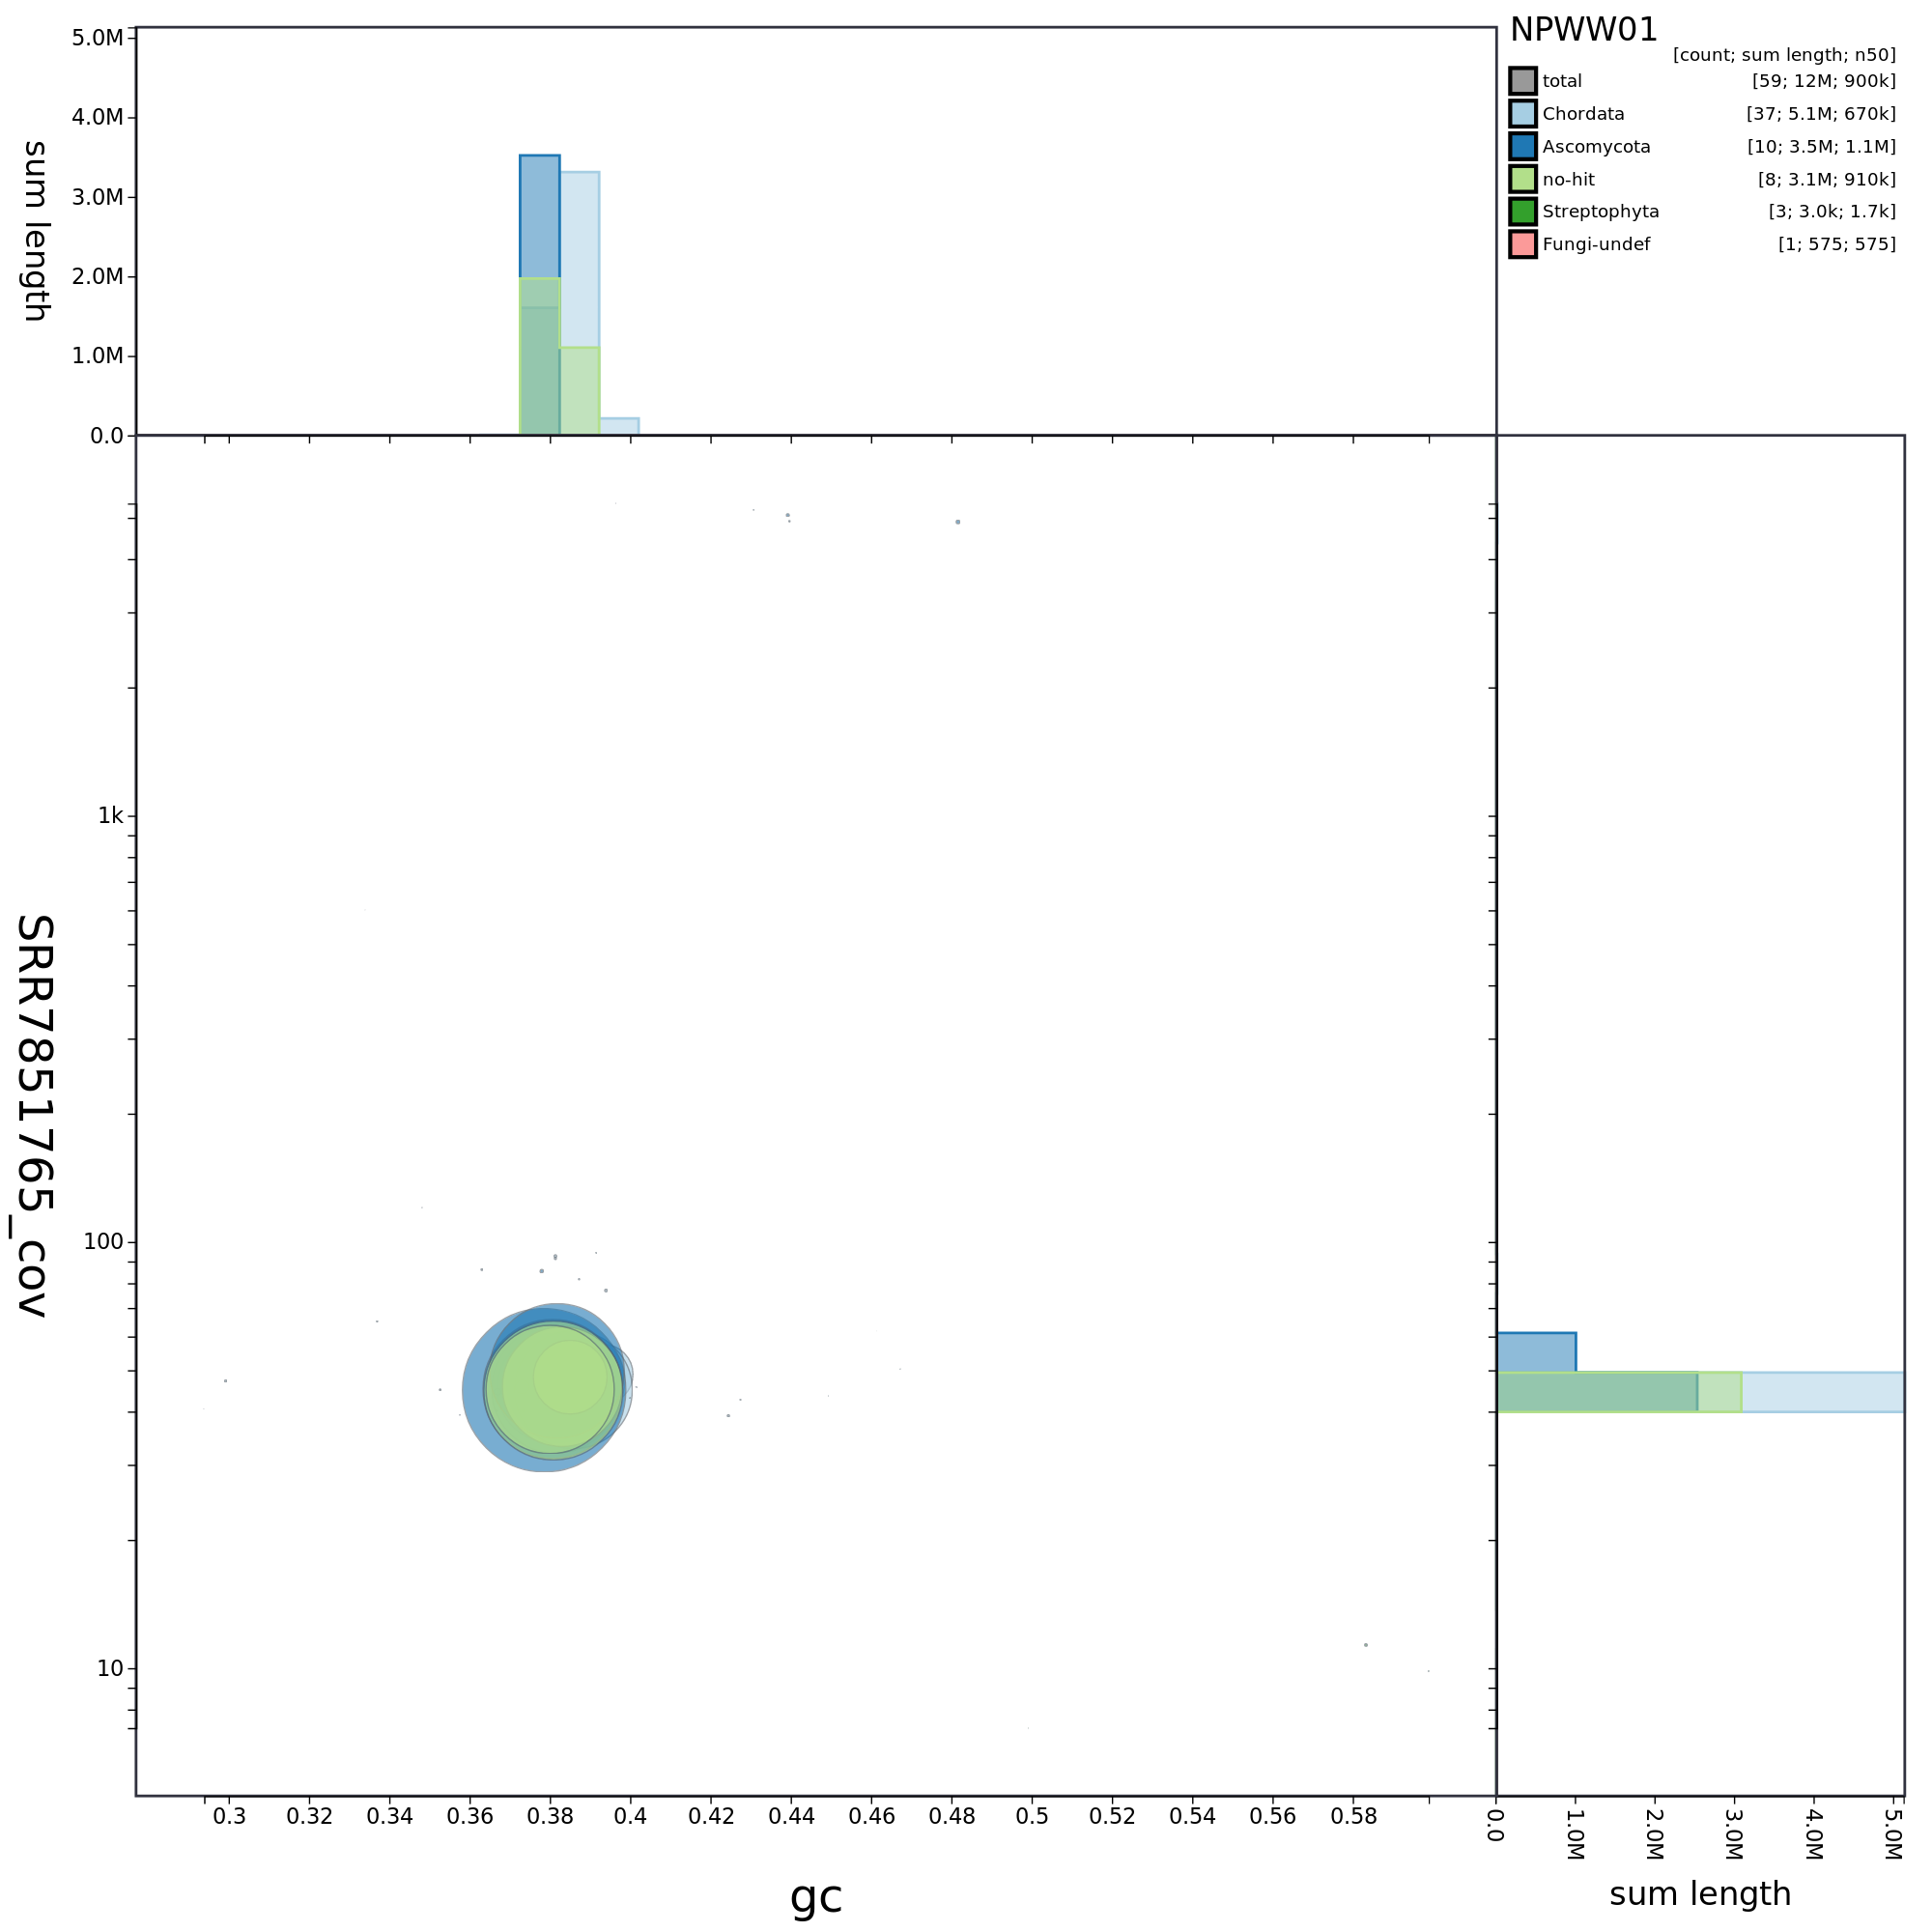 NPWW01
[count; sum length; n50]
total [59; 12M; 900k]
Chordata [37; 5.1M; 670k]
Ascomycota [10; 3.5M; 1.1M]
no-hit [8; 3.1M; 910k]
Streptophyta [3; 3.0k; 1.7k]
Fungi-undef [1; 575; 575]
sum length
5.0M
4.0M
3.0M
2.0M
1.0M
0.0
SRR7851765_cov
1k
100
10
0.3 0.32 0.34 0.36 0.38 0.4 0.42 0.44 0.46 0.48 0.5 0.52 0.54 0.56 0.58
gc
0.0 1.0M 2.0M 3.0M 4.0M 5.0M
sum length